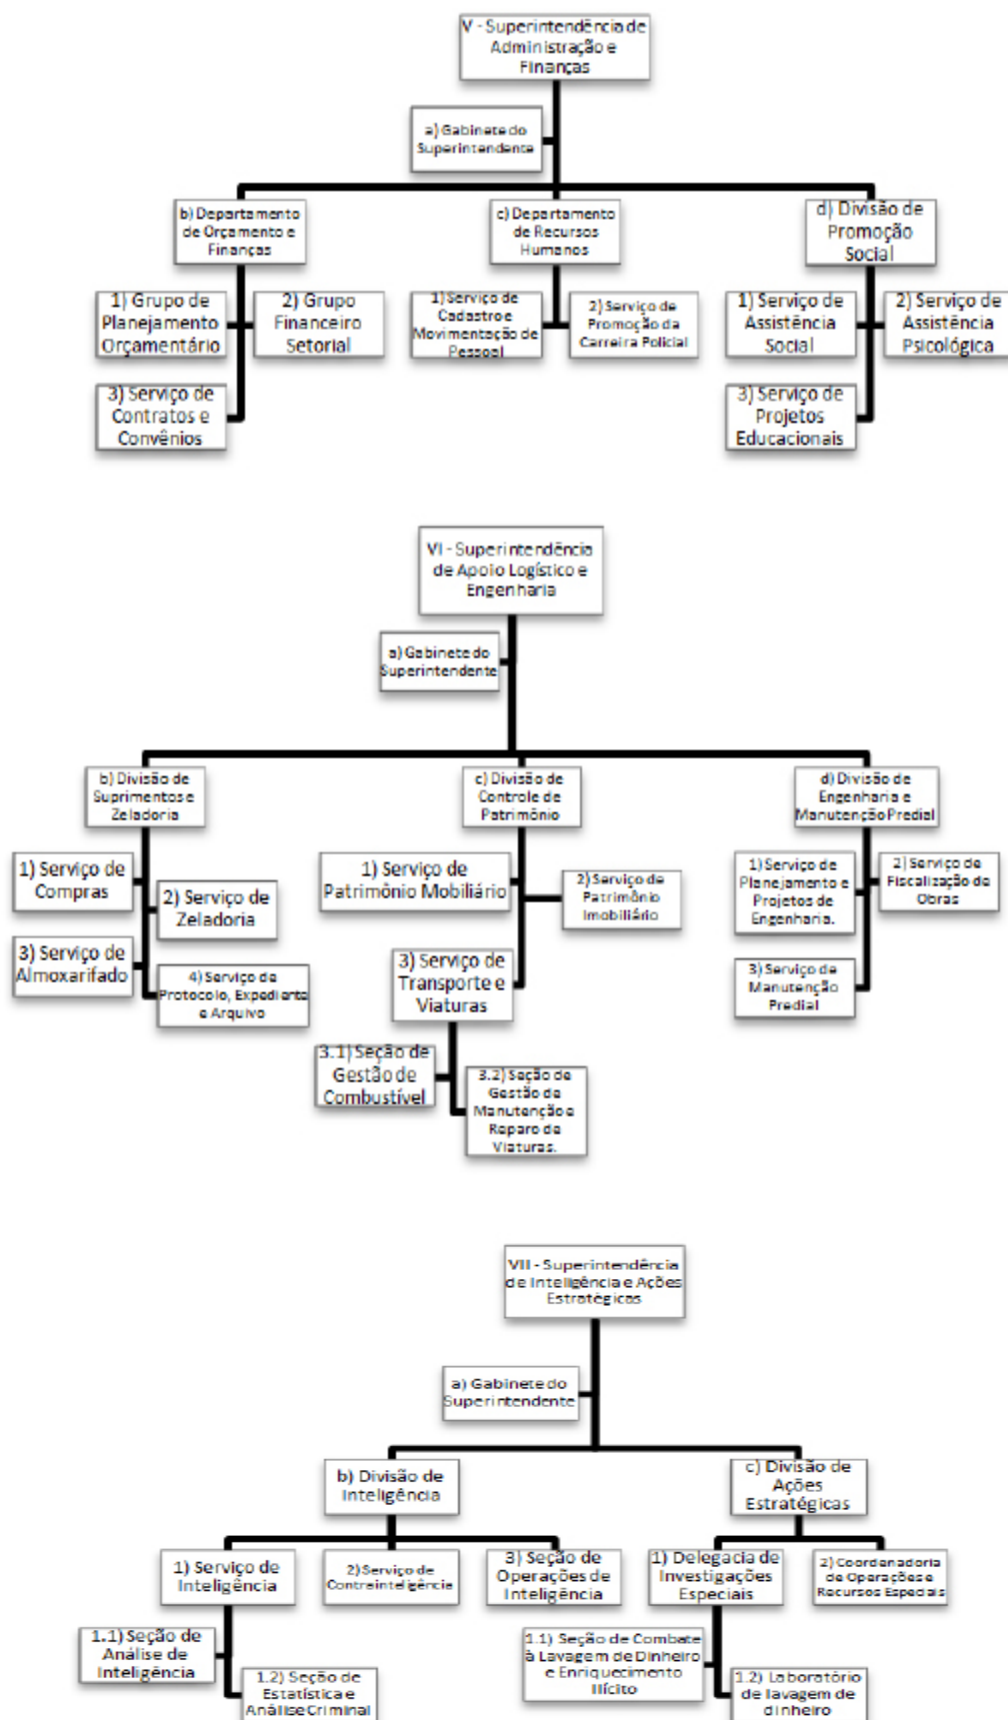 V - Superintendência de
Administração e
Finanças
a) Gabinete do
Superintendente
b) Departamento
de Orçamento e
Finanças
c) Departamento
de Recursos
Humanos
d) Divisão de
Promoção
Social
1) Grupo de
Planejamento
Orçamentário
2) Grupo
Financeiro
Setorial
3) Serviço de
Contratos e
Convênios
1) Serviço de
Cadastro e
Movimentação de
Pessoal
2) Serviço de
Promoção da
Carreira Policial
1) Serviço de
Assistência
Social
2) Serviço de
Assistência
Psicológica
3) Serviço de
Projetos
Educacionais
VI - Superintendência
de Apoio Logístico e
Engenharia
a) Gabinete do
Superintendente
b) Divisão de
Suprimentos e
Zeladoria
c) Divisão de
Controle de
Patrimônio
d) Divisão de
Engenharia e
Manutenção Predial
1) Serviço de
Compras
2) Serviço de
Zeladoria
3) Serviço de
Almoxarifado
4) Serviço de
Protocolo, Expediente
e Arquivo
1) Serviço de
Patrimônio Mobiliário
2) Serviço de
Patrimônio
Imobiliário
3) Serviço de
Transporte e
Viaturas
3.1) Seção de
Gestão de
Combustível
3.2) Seção de
Gestão de
Manutenção e
Reparo de
Viaturas.
1) Serviço de
Planejamento e
Projetos de
Engenharia.
2) Serviço de
Fiscalização de
Obras
3) Serviço de
Manutenção
Predial
VII - Superintendência
de Inteligência e Ações
Estratégicas
a) Gabinete do
Superintendente
b) Divisão de
Inteligência
c) Divisão de
Ações
Estratégicas
1) Serviço de
Inteligência
2) Serviço de
Contrainteligência
3) Seção de
Operações de
Inteligência
1) Delegacia de
Investigações
Especiais
2) Coordenadoria
de Operações e
Recursos Especiais
1.1) Seção de
Análise de
Inteligência
1.2) Seção de
Estatística e
Análise Criminal
1.1) Seção de Combate
à Lavagem de Dinheiro
e Enriquecimento
Ilícito
1.2) Laboratório
de lavagem de
dinheiro